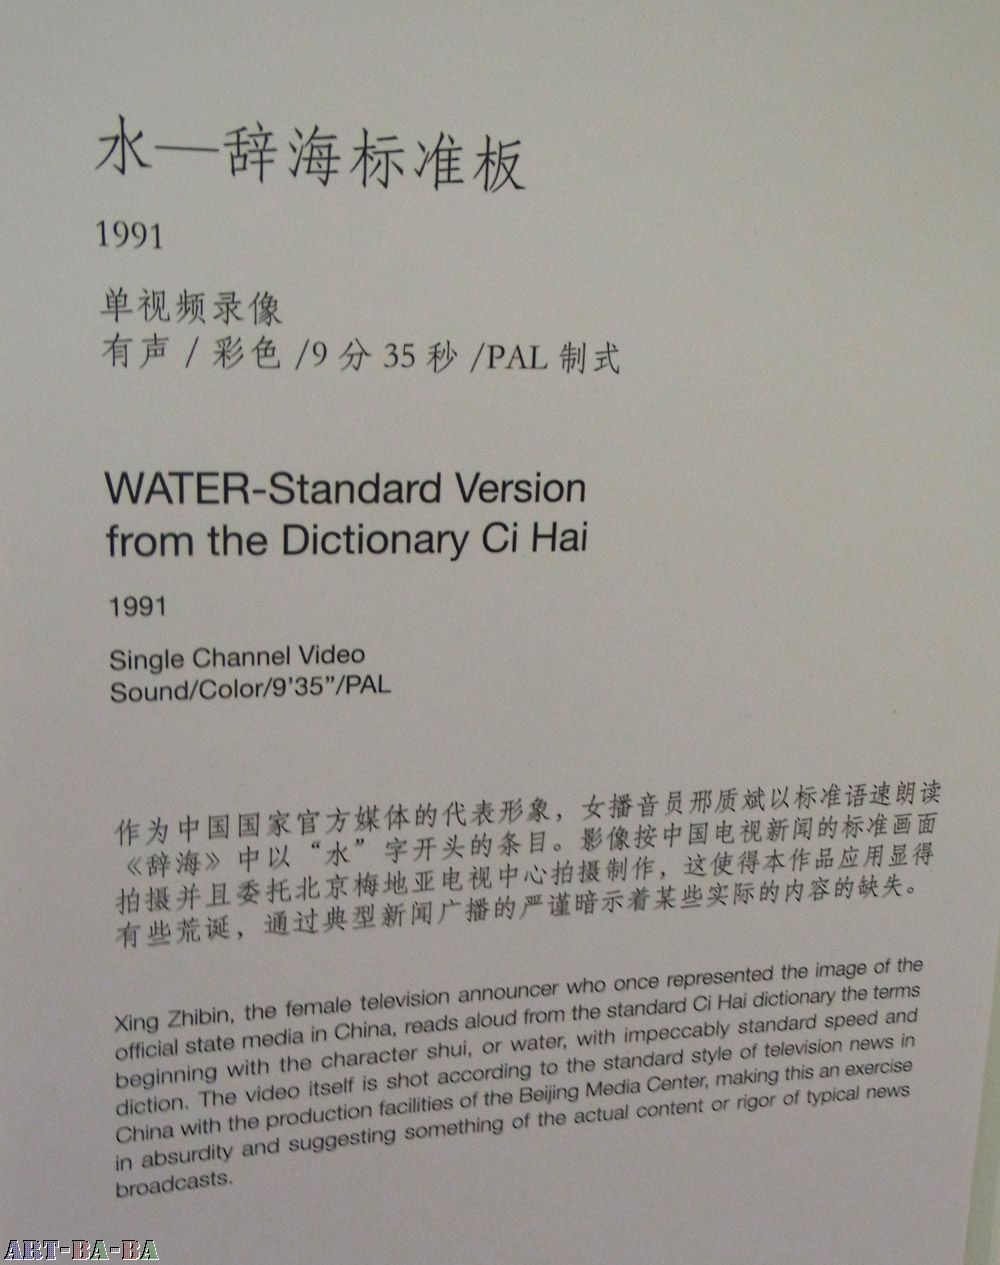 水—辞海标准板
1991
单视频录像
有声 / 彩色 /9 分 35 秒 /PAL 制式
WATER-Standard Version
from the Dictionary Ci Hai
1991
Single Channel Video
Sound/Color/9’35”/PAL
作为中国国家官方媒体的代表形象，女播音员邢质斌以标准语速朗读
《辞海》中以“水”字开头的条目。影像按中国电视新闻的标准画面
拍摄并且委托北京梅地亚电视中心拍摄制作，这使得本作品应用显得
有些荒诞，通过典型新闻广播的严谨暗示着某些实际的内容的缺失。
Xing Zhibin, the female television announcer who once represented the image of the
official state media in China, reads aloud from the standard Ci Hai dictionary the terms
beginning with the character shui, or water, with impeccably standard speed and
diction. The video itself is shot according to the standard style of television news in
China with the production facilities of the Beijing Media Center, making this an exercise
in absurdity and suggesting something of the actual content or rigor of typical news
broadcasts.
ART-BA-BA